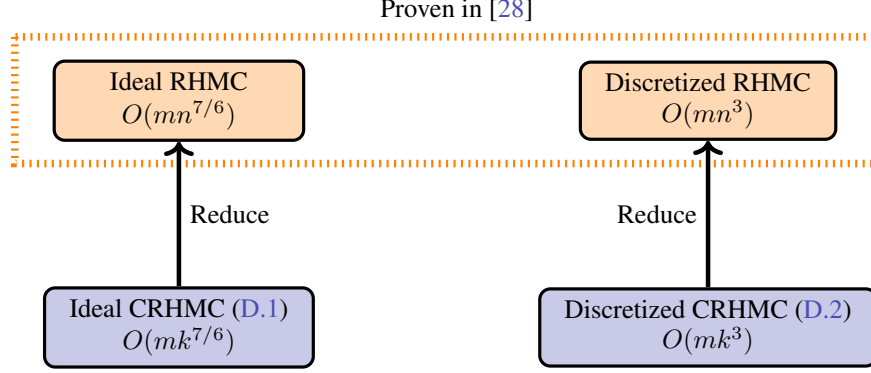 Proven in [28]
Ideal RHMC
O(mn^{7/6})
Discretized RHMC
O(mn^3)
Reduce
Reduce
Ideal CRHMC (D.1)
O(mk^{7/6})
Discretized CRHMC (D.2)
O(mk^3)